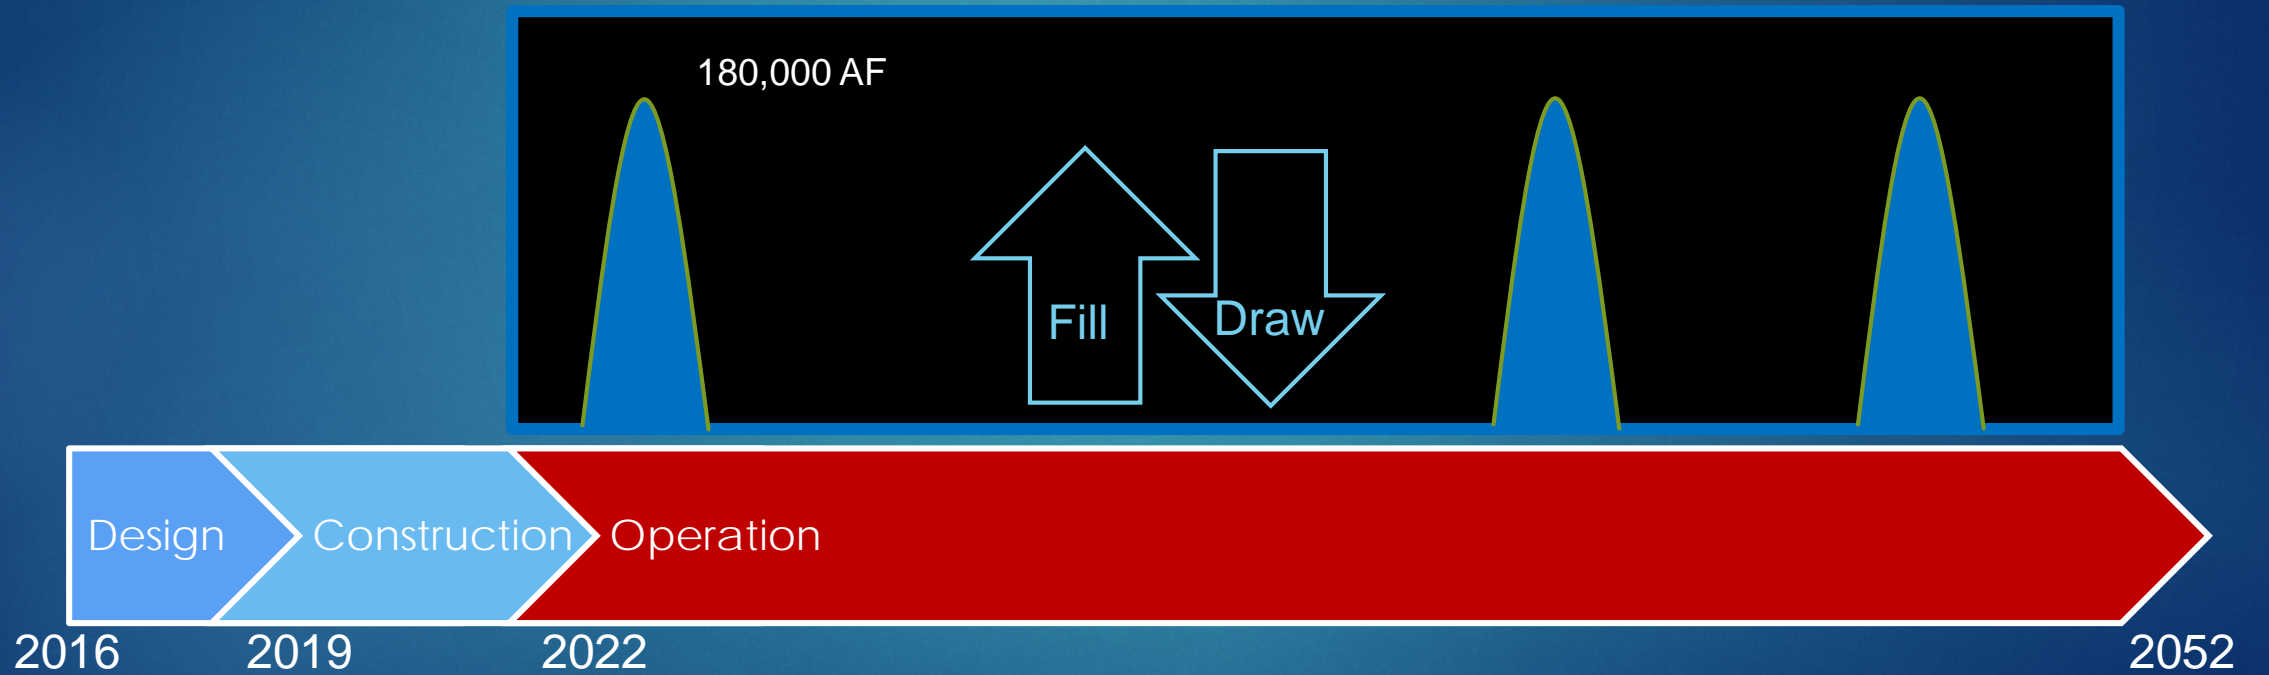 180,000 AF
Fill
Draw
Design
Construction
Operation
2016
2019
2022
2052